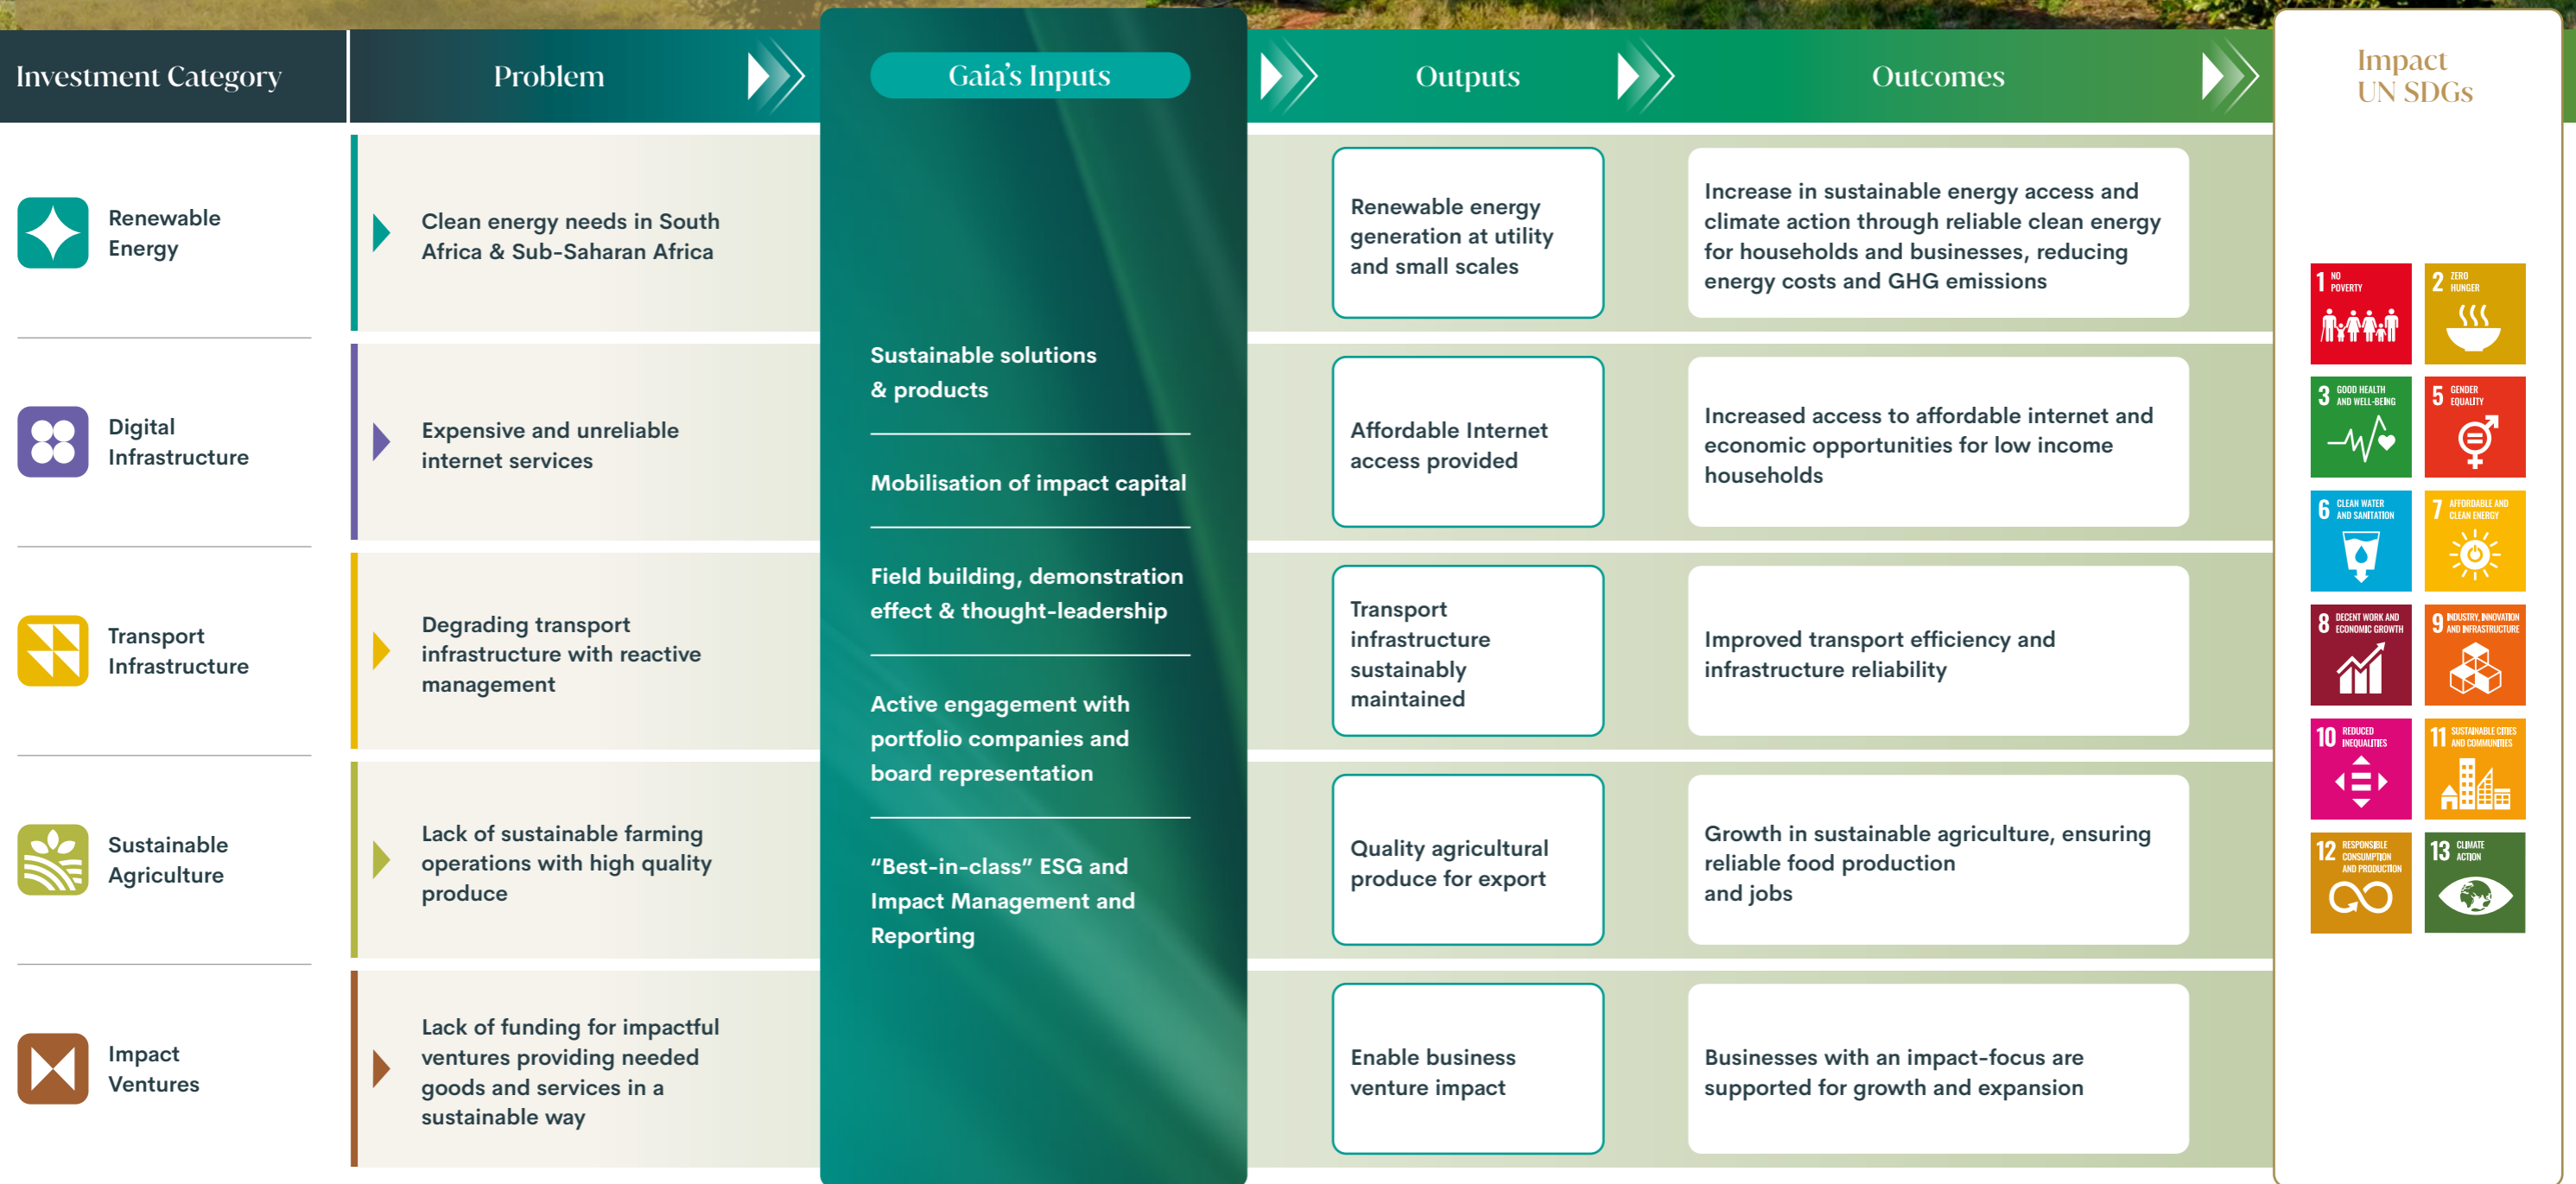 Investment Category
Problem
Gaia's Inputs
Outputs
Outcomes
Impact
UN SDGs
Renewable
Energy
Clean energy needs in South
Africa & Sub-Saharan Africa
Renewable energy
generation at utility
and small scales
Increase in sustainable energy access and
climate action through reliable clean energy
for households and businesses, reducing
energy costs and GHG emissions
Digital
Infrastructure
Expensive and unreliable
internet services
Affordable Internet
access provided
Increased access to affordable internet and
economic opportunities for low income
households
Transport
Infrastructure
Degrading transport
infrastructure with reactive
management
Transport
infrastructure
sustainably
maintained
Improved transport efficiency and
infrastructure reliability
Sustainable
Agriculture
Lack of sustainable farming
operations with high quality
produce
Quality agricultural
produce for export
Growth in sustainable agriculture, ensuring
reliable food production
and jobs
Impact
Ventures
Lack of funding for impactful
ventures providing needed
goods and services in a
sustainable way
Enable business
venture impact
Businesses with an impact-focus are
supported for growth and expansion
Sustainable solutions
& products
Mobilisation of impact capital
Field building, demonstration
effect & thought-leadership
Active engagement with
portfolio companies and
board representation
“Best-in-class” ESG and
Impact Management and
Reporting
1 NO
POVERTY
2 ZERO
HUNGER
3 GOOD HEALTH
AND WELL-BEING
5 GENDER
EQUALITY
6 CLEAN WATER
AND SANITATION
7 AFFORDABLE AND
CLEAN ENERGY
8 DECENT WORK AND
ECONOMIC GROWTH
9 INDUSTRY, INNOVATION
AND INFRASTRUCTURE
10 REDUCED
INEQUALITIES
11 SUSTAINABLE CITIES
AND COMMUNITIES
12 RESPONSIBLE
CONSUMPTION
AND PRODUCTION
13 CLIMATE
ACTION